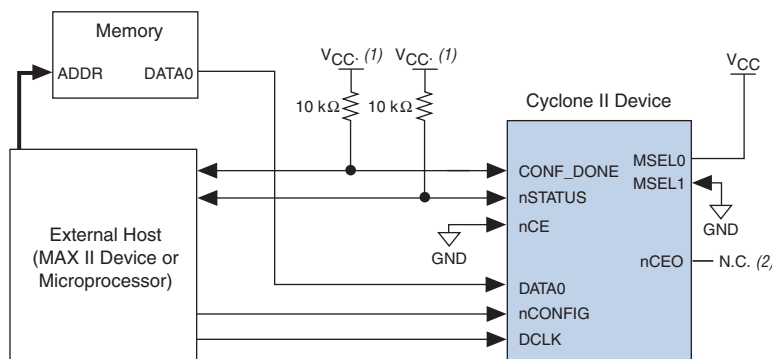 Memory
ADDR
DATA0
VCC. (1)
VCC. (1)
10 kΩ
10 kΩ
Cyclone II Device
VCC
CONF_DONE
nSTATUS
nCE
GND
MSEL0
MSEL1
GND
nCEO
N.C. (2)
DATA0
nCONFIG
DCLK
External Host
(MAX II Device or
Microprocessor)